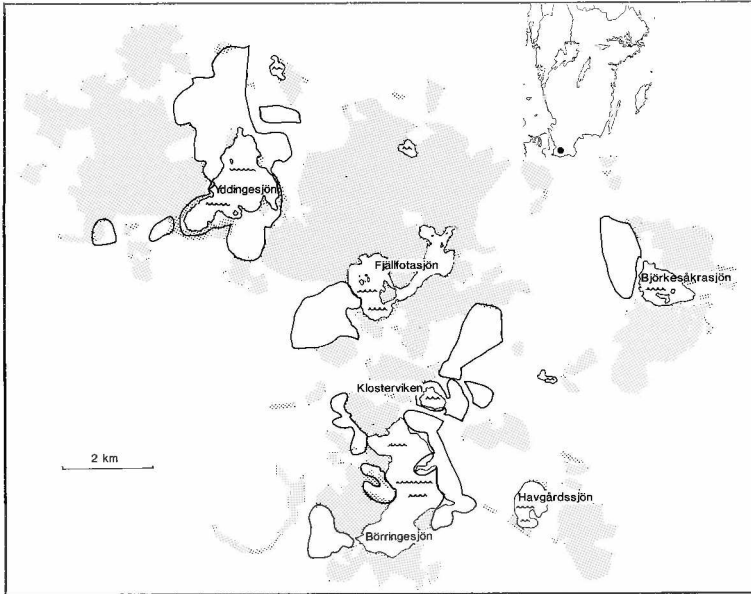 Yddingesjön
Fjällfotasjön
Björkesåkrasjön
Klosterviken
2 km
Havgårdssjön
Börringesjön